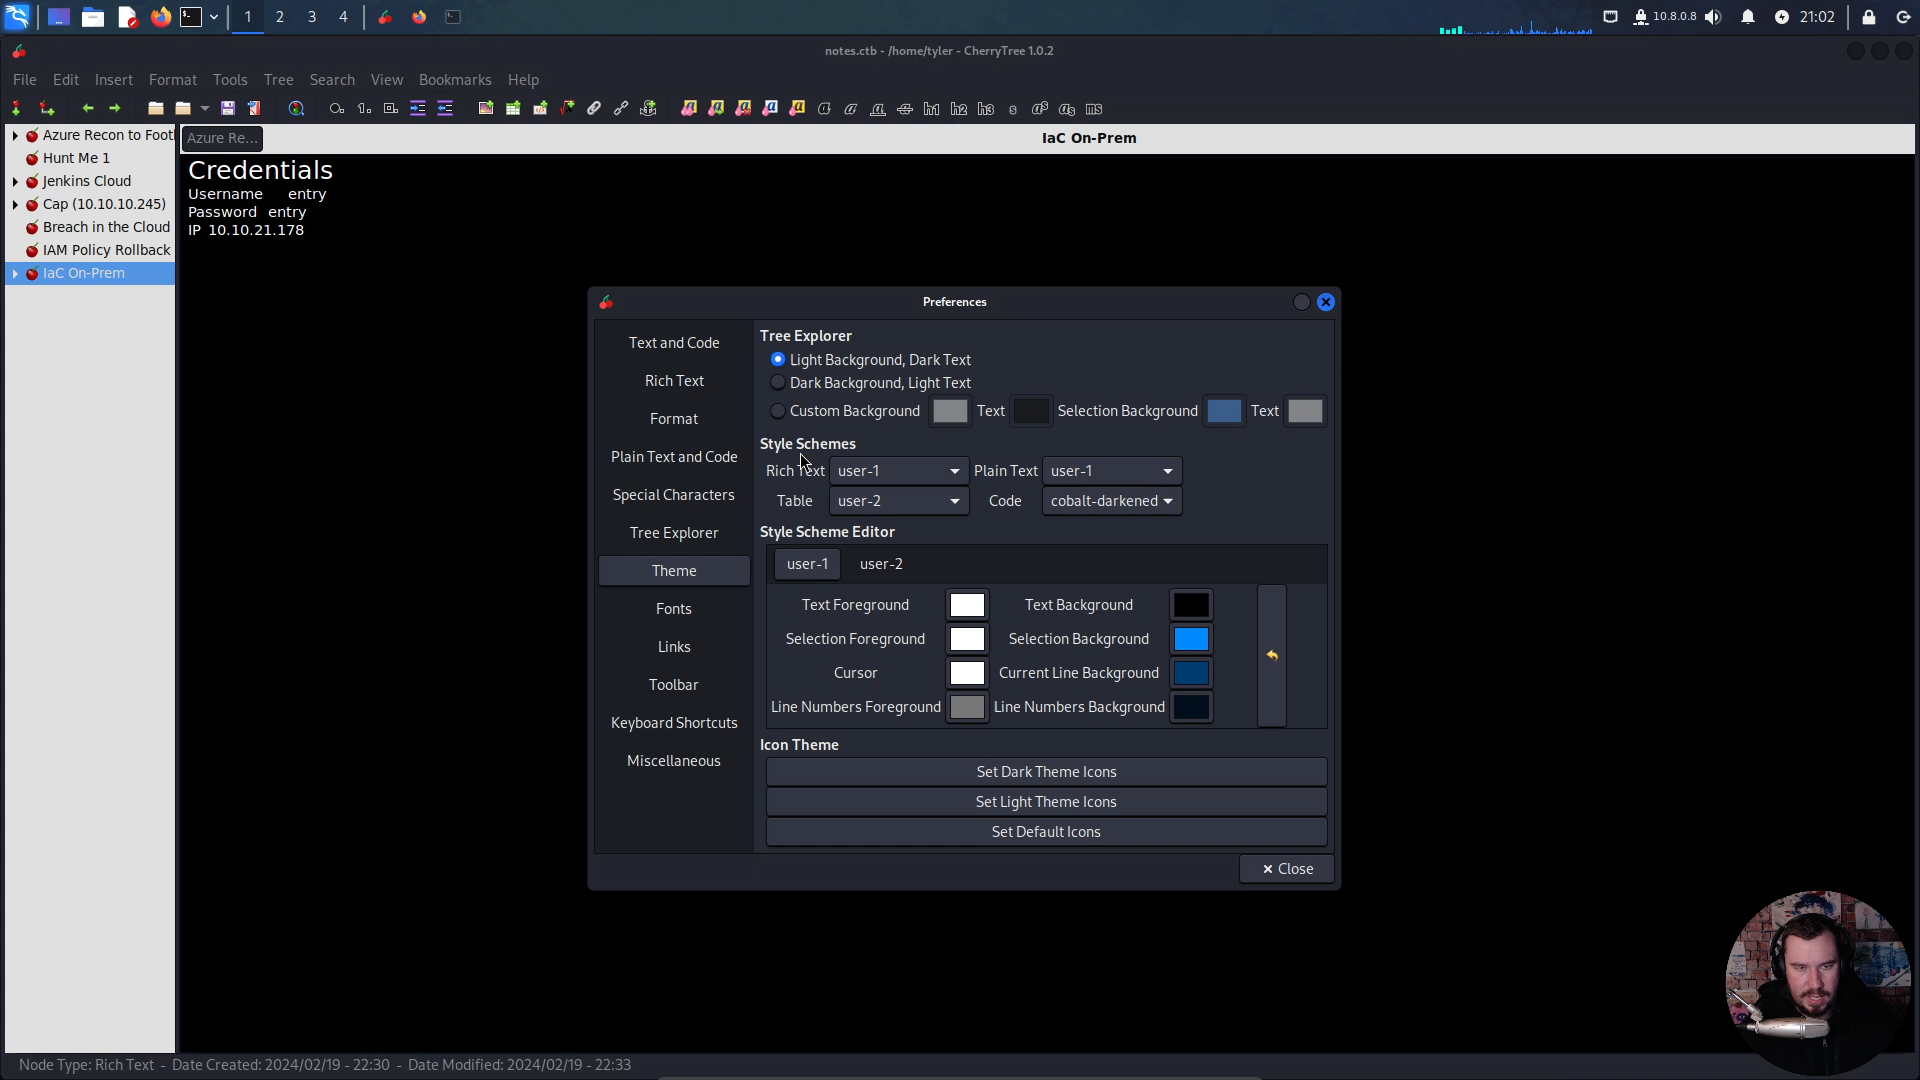 1 2 3 4
10.8.0.8
21:02
notes.ctb - /home/tyler - CherryTree 1.0.2
File Edit Insert Format Tools Tree Search View Bookmarks Help
h1 h2 h3 s ms
Azure Recon to Foot
Hunt Me 1
Jenkins Cloud
Cap (10.10.10.245)
Breach in the Cloud
IAM Policy Rollback
IaC On-Prem
Azure Re...
IaC On-Prem
Credentials
Username entry
Password entry
IP 10.10.21.178
Preferences
Text and Code
Rich Text
Format
Plain Text and Code
Special Characters
Tree Explorer
Theme
Fonts
Links
Toolbar
Keyboard Shortcuts
Miscellaneous
Tree Explorer
Light Background, Dark Text
Dark Background, Light Text
Custom Background Text Selection Background Text
Style Schemes
Rich Text user-1 Plain Text user-1
Table user-2 Code cobalt-darkened
Style Scheme Editor
user-1 user-2
Text Foreground Text Background
Selection Foreground Selection Background
Cursor Current Line Background
Line Numbers Foreground Line Numbers Background
Icon Theme
Set Dark Theme Icons
Set Light Theme Icons
Set Default Icons
Close
Node Type: Rich Text - Date Created: 2024/02/19 - 22:30 - Date Modified: 2024/02/19 - 22:33